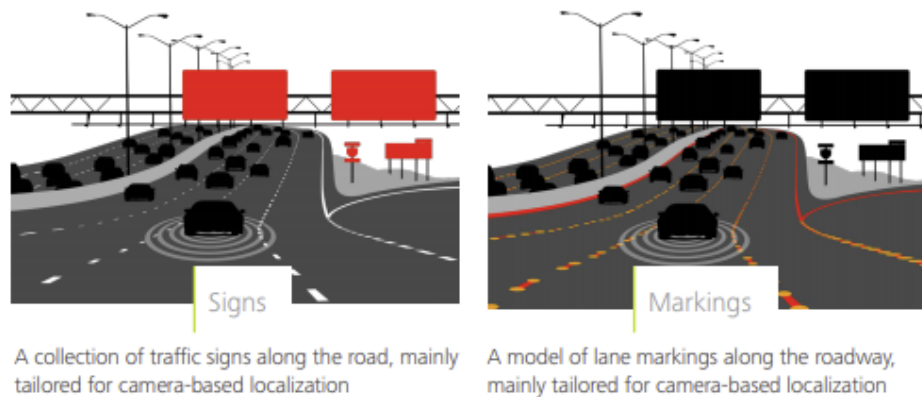 Signs
A collection of traffic signs along the road, mainly
tailored for camera-based localization
Markings
A model of lane markings along the roadway,
mainly tailored for camera-based localization